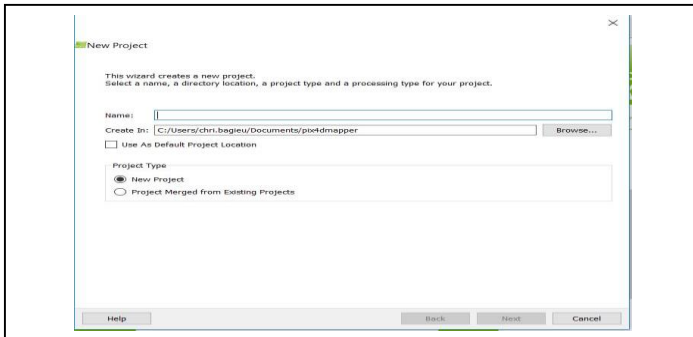 New Project
This wizard creates a new project.
Select a name, a directory location, a project type and a processing type for your project.
Name:
Create In: C:/Users/chri.bagieu/Documents/pix4dmapper Browse...
Use As Default Project Location
Project Type
New Project
Project Merged from Existing Projects
Help Back Next Cancel